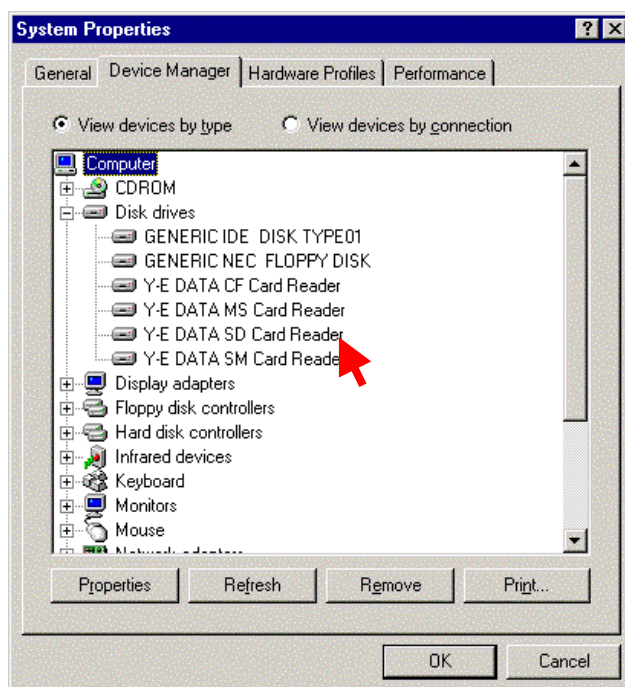 System Properties
General Device Manager Hardware Profiles Performance
View devices by type View devices by connection
Computer
CDROM
Disk drives
GENERIC IDE DISK TYPE01
GENERIC NEC FLOPPY DISK
Y-E DATA CF Card Reader
Y-E DATA MS Card Reader
Y-E DATA SD Card Reader
Y-E DATA SM Card Reade
Display adapters
Floppy disk controllers
Hard disk controllers
Infrared devices
Keyboard
Monitors
Mouse
Network adapters
Properties Refresh Remove Print...
OK Cancel